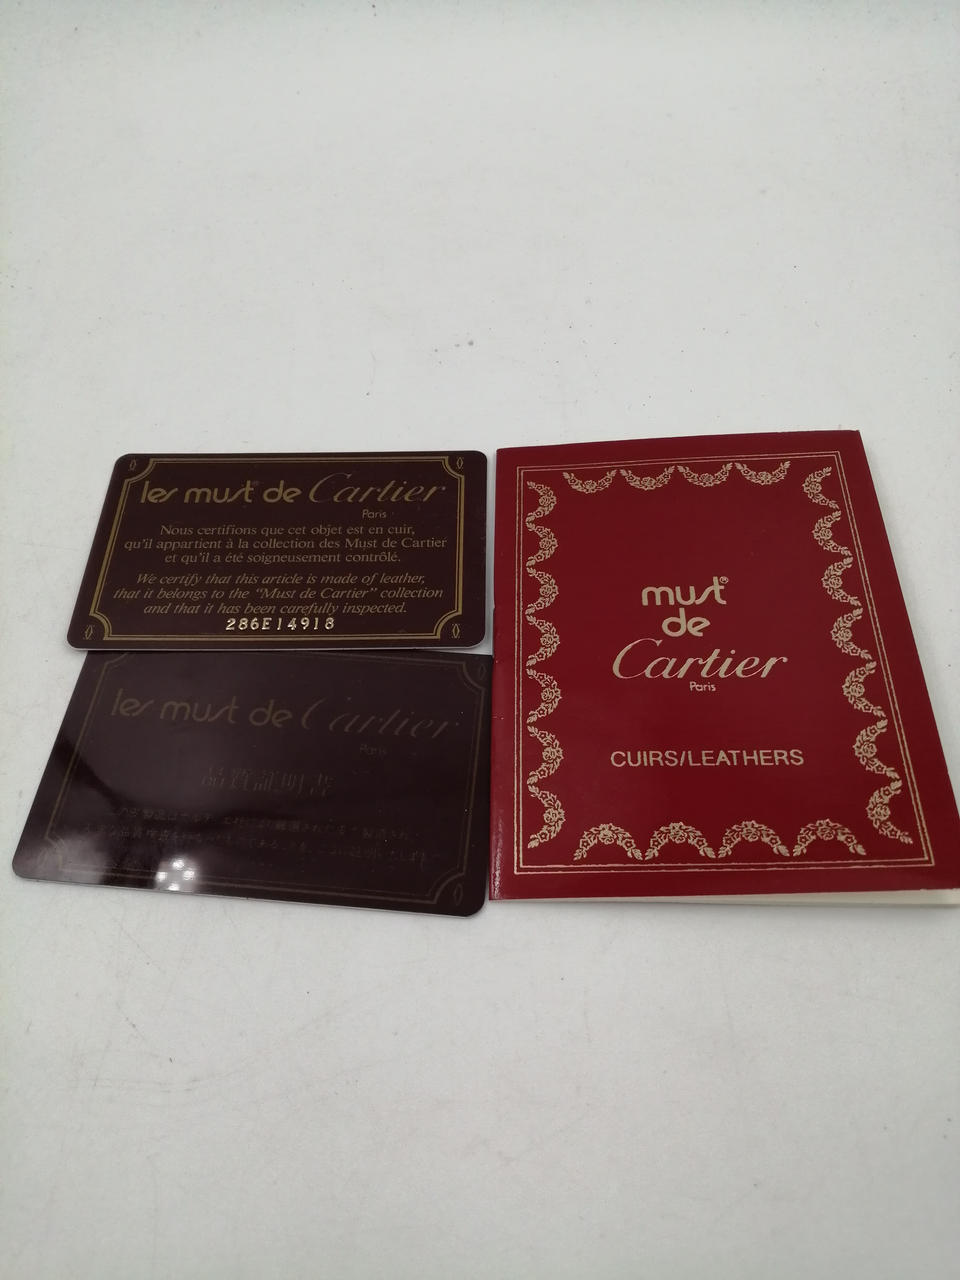 les must de Cartier
Paris
Nous certifions que cet objet est en cuir,
qu'il appartient à la collection des Must de Cartier
et qu'il a été soigneusement contrôlé.
We certify that this article is made of leather,
that it belongs to the "Must de Cartier" collection
and that it has been carefully inspected.
286E14918
les must de Cartier
Paris
品質証明書
must®
de
Cartier
Paris
CUIRS/LEATHERS